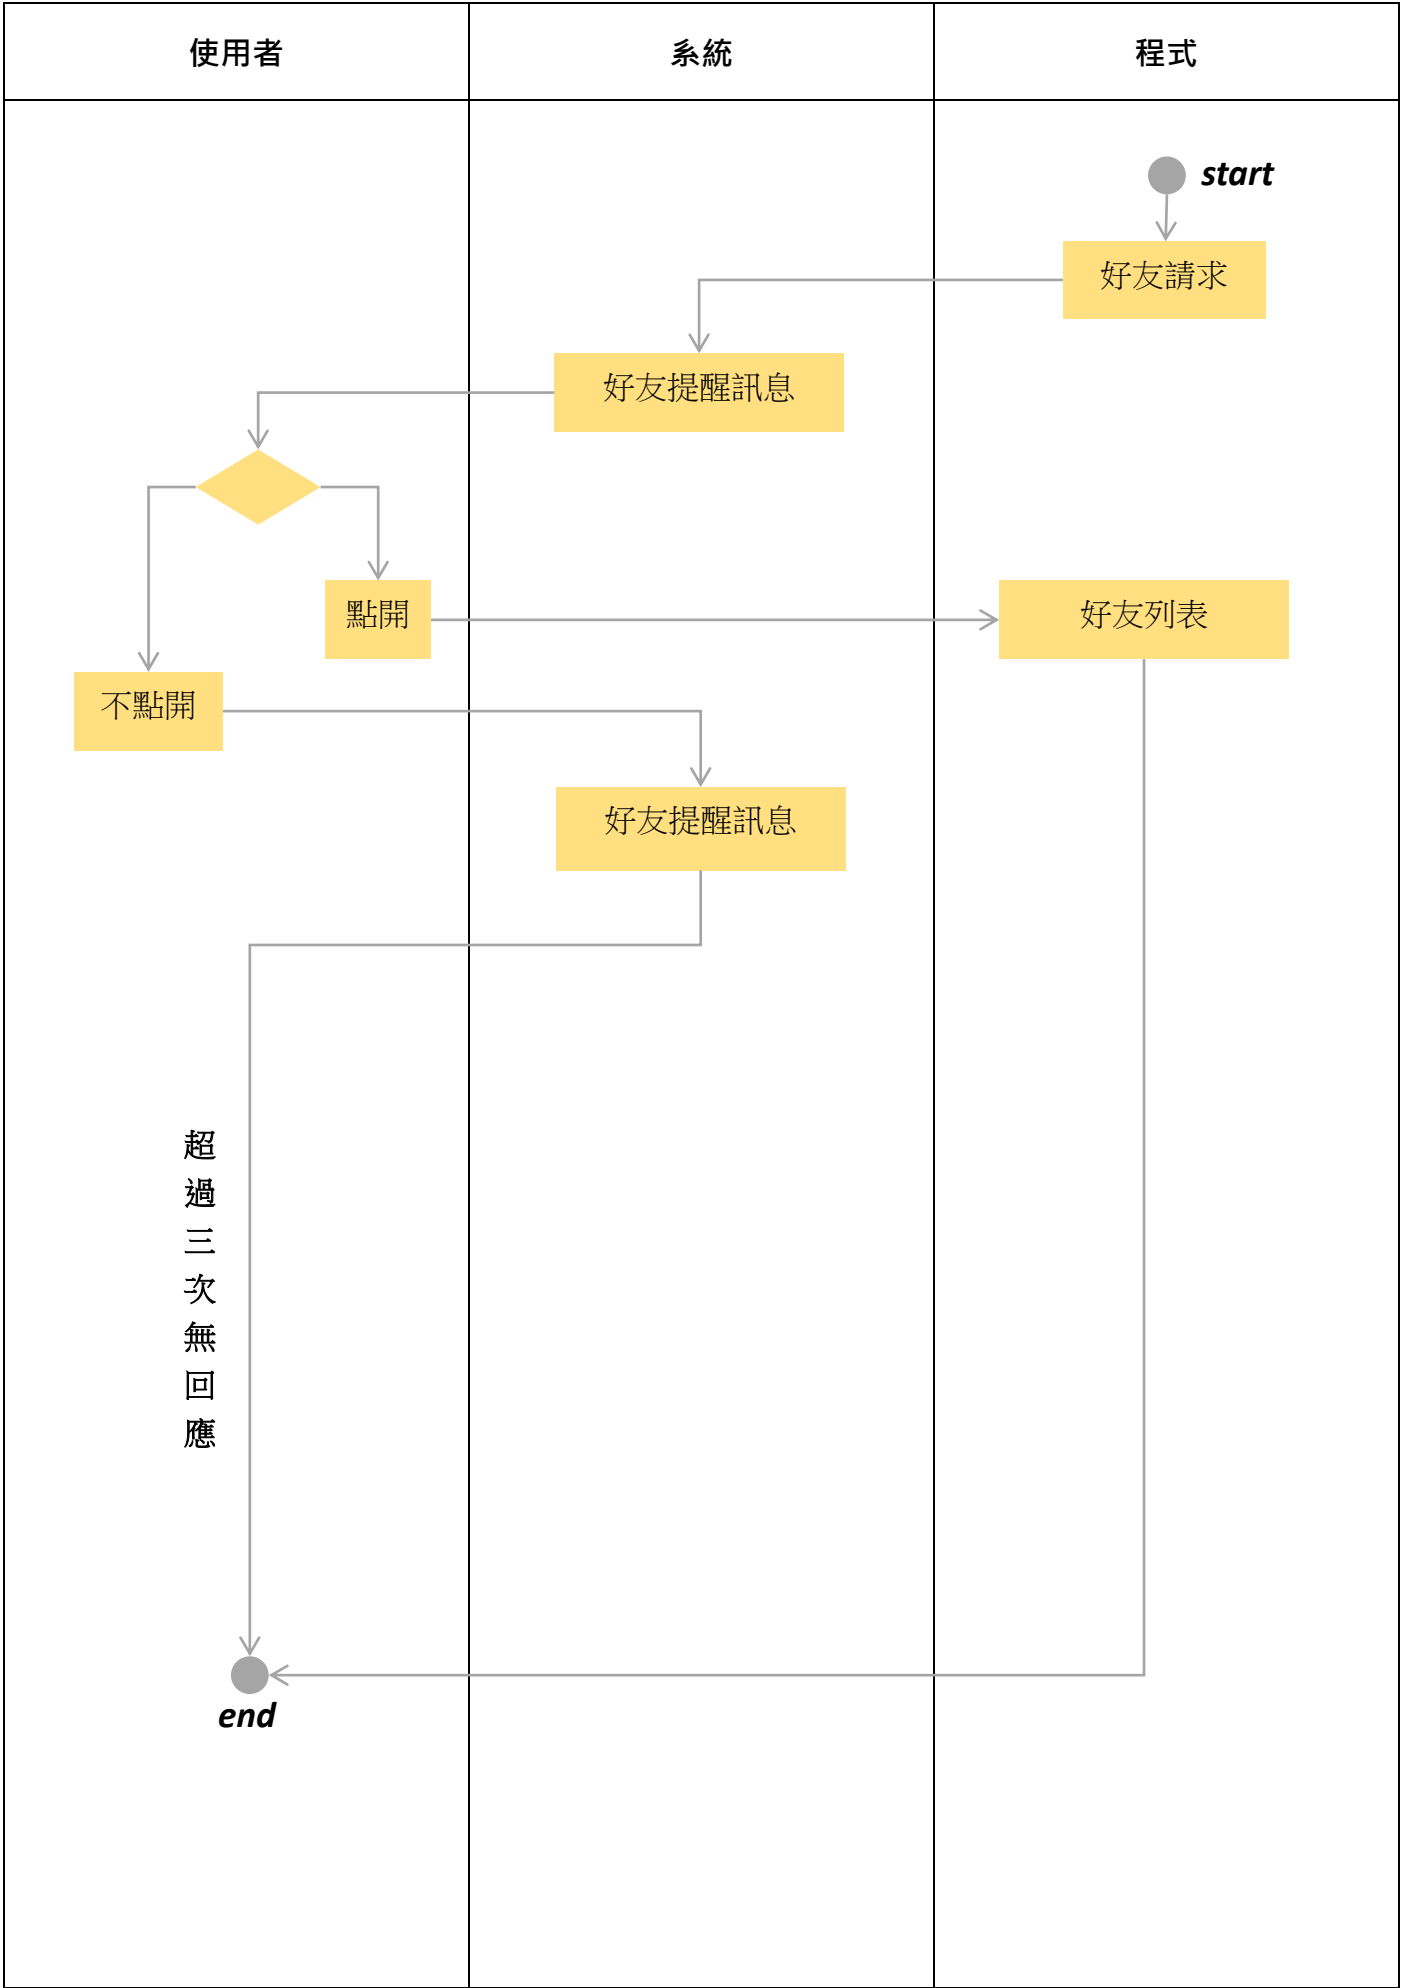 使用者
系統
程式
start
好友請求
好友提醒訊息
點開
好友列表
不點開
好友提醒訊息
超過三次無回應
end